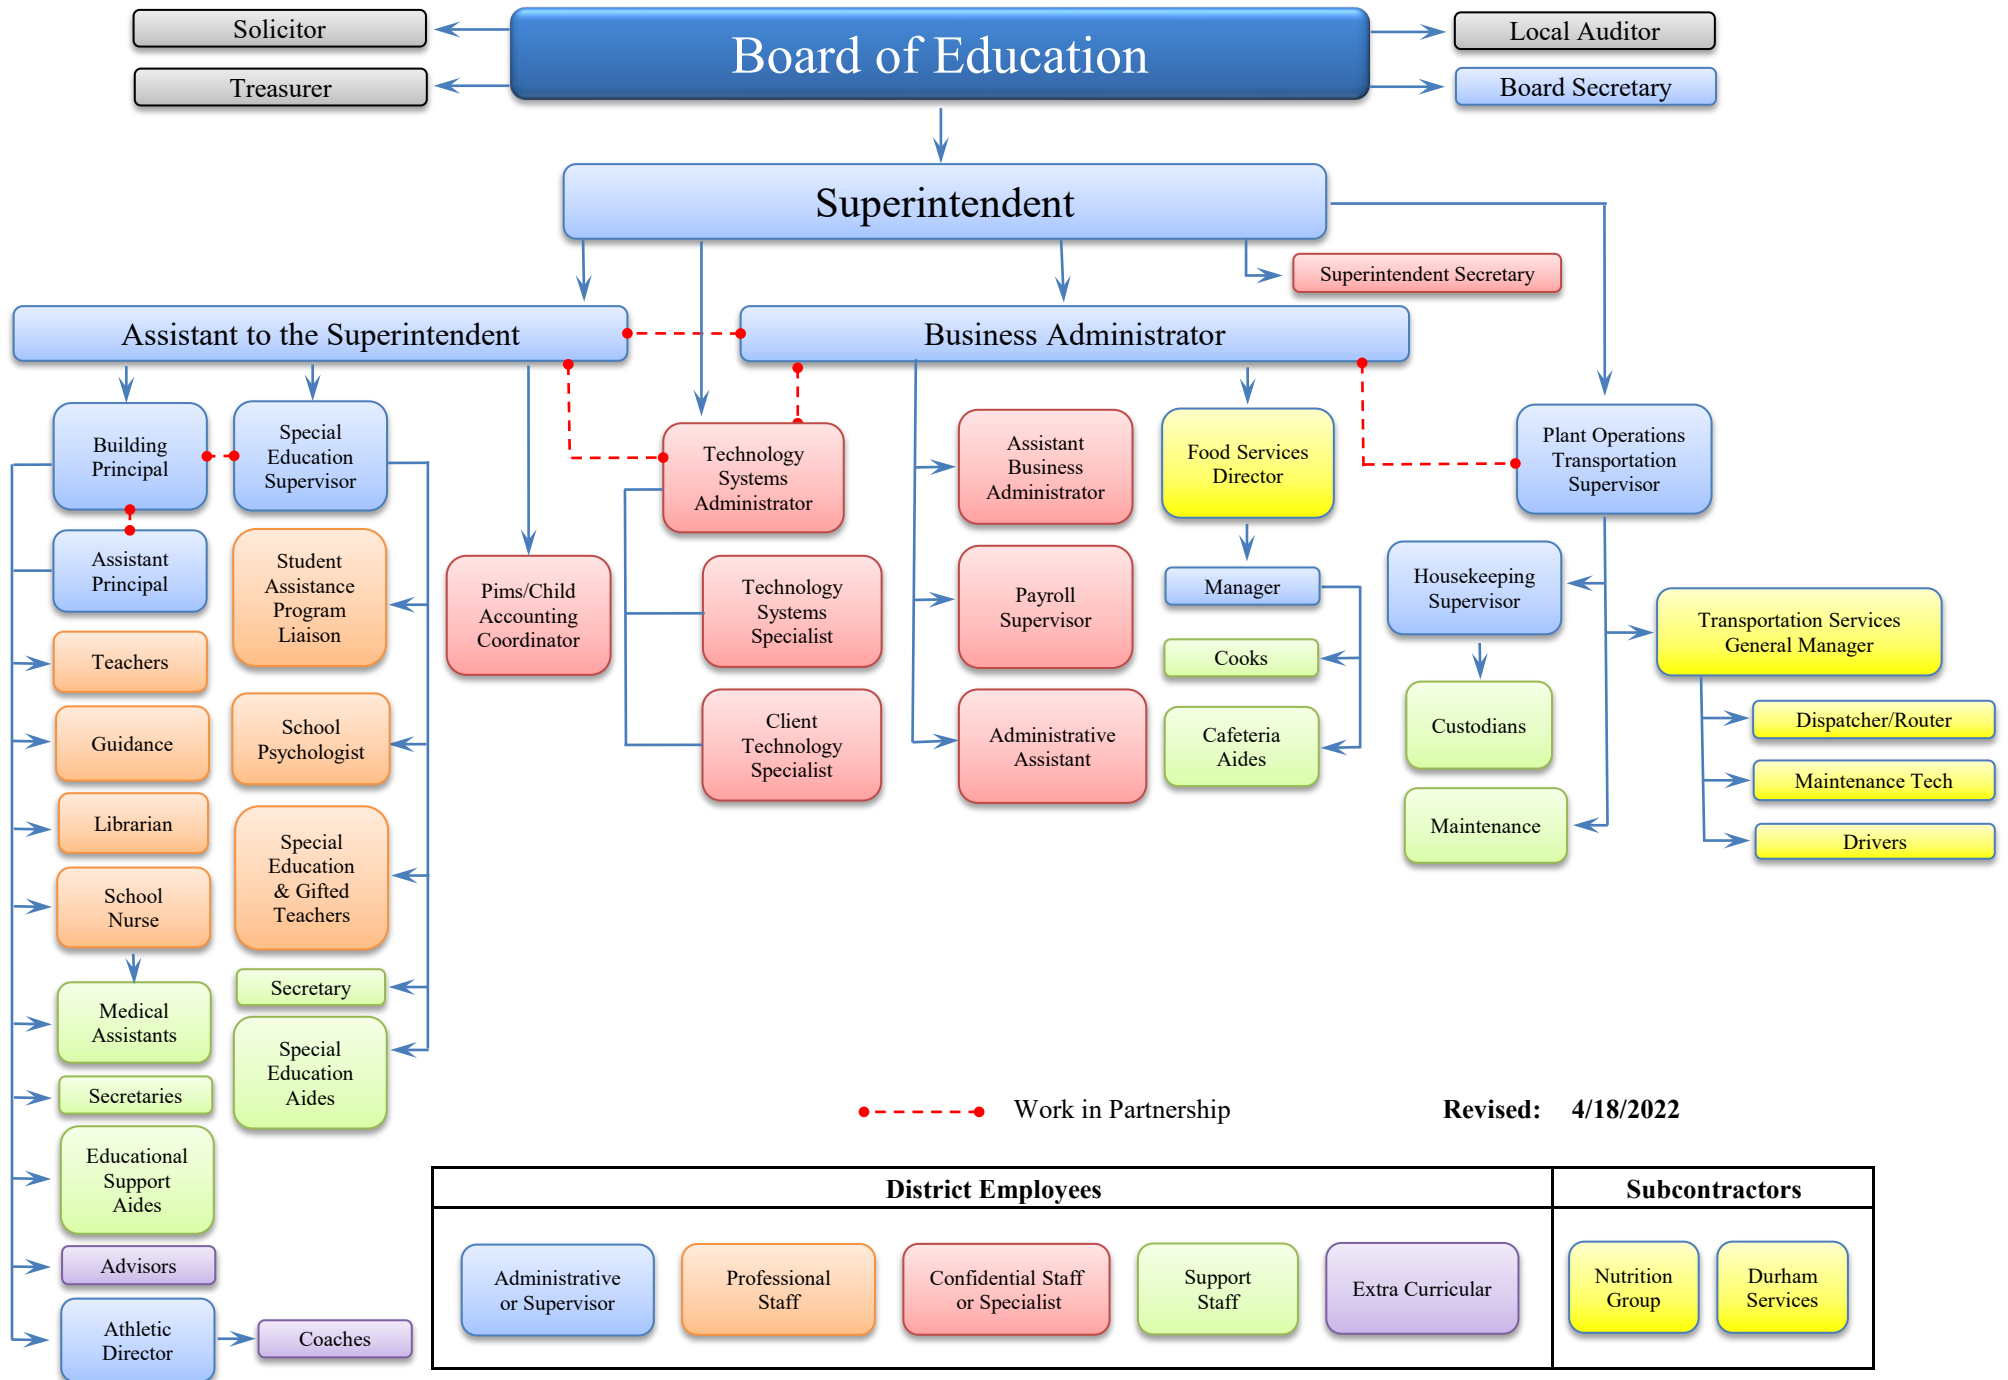 Solicitor
Board of Education
Local Auditor
Treasurer
Board Secretary
Superintendent
Superintendent Secretary
Assistant to the Superintendent
Business Administrator
Building
Principal
Special
Education
Supervisor
Technology
Systems
Administrator
Assistant
Business
Administrator
Food Services
Director
Plant Operations
Transportation
Supervisor
Assistant
Principal
Student
Assistance
Program
Liaison
Pims/Child
Accounting
Coordinator
Technology
Systems
Specialist
Payroll
Supervisor
Manager
Housekeeping
Supervisor
Transportation Services
General Manager
Teachers
Cooks
Guidance
School
Psychologist
Client
Technology
Specialist
Administrative
Assistant
Cafeteria
Aides
Custodians
Dispatcher/Router
Maintenance Tech
Librarian
Maintenance
Drivers
School
Nurse
Special
Education
& Gifted
Teachers
Medical
Assistants
Secretary
Special
Education
Aides
Secretaries
Work in Partnership
Revised: 4/18/2022
Educational
Support
Aides
District Employees
Subcontractors
Advisors
Administrative
or Supervisor
Professional
Staff
Confidential Staff
or Specialist
Support
Staff
Extra Curricular
Nutrition
Group
Durham
Services
Athletic
Director
Coaches